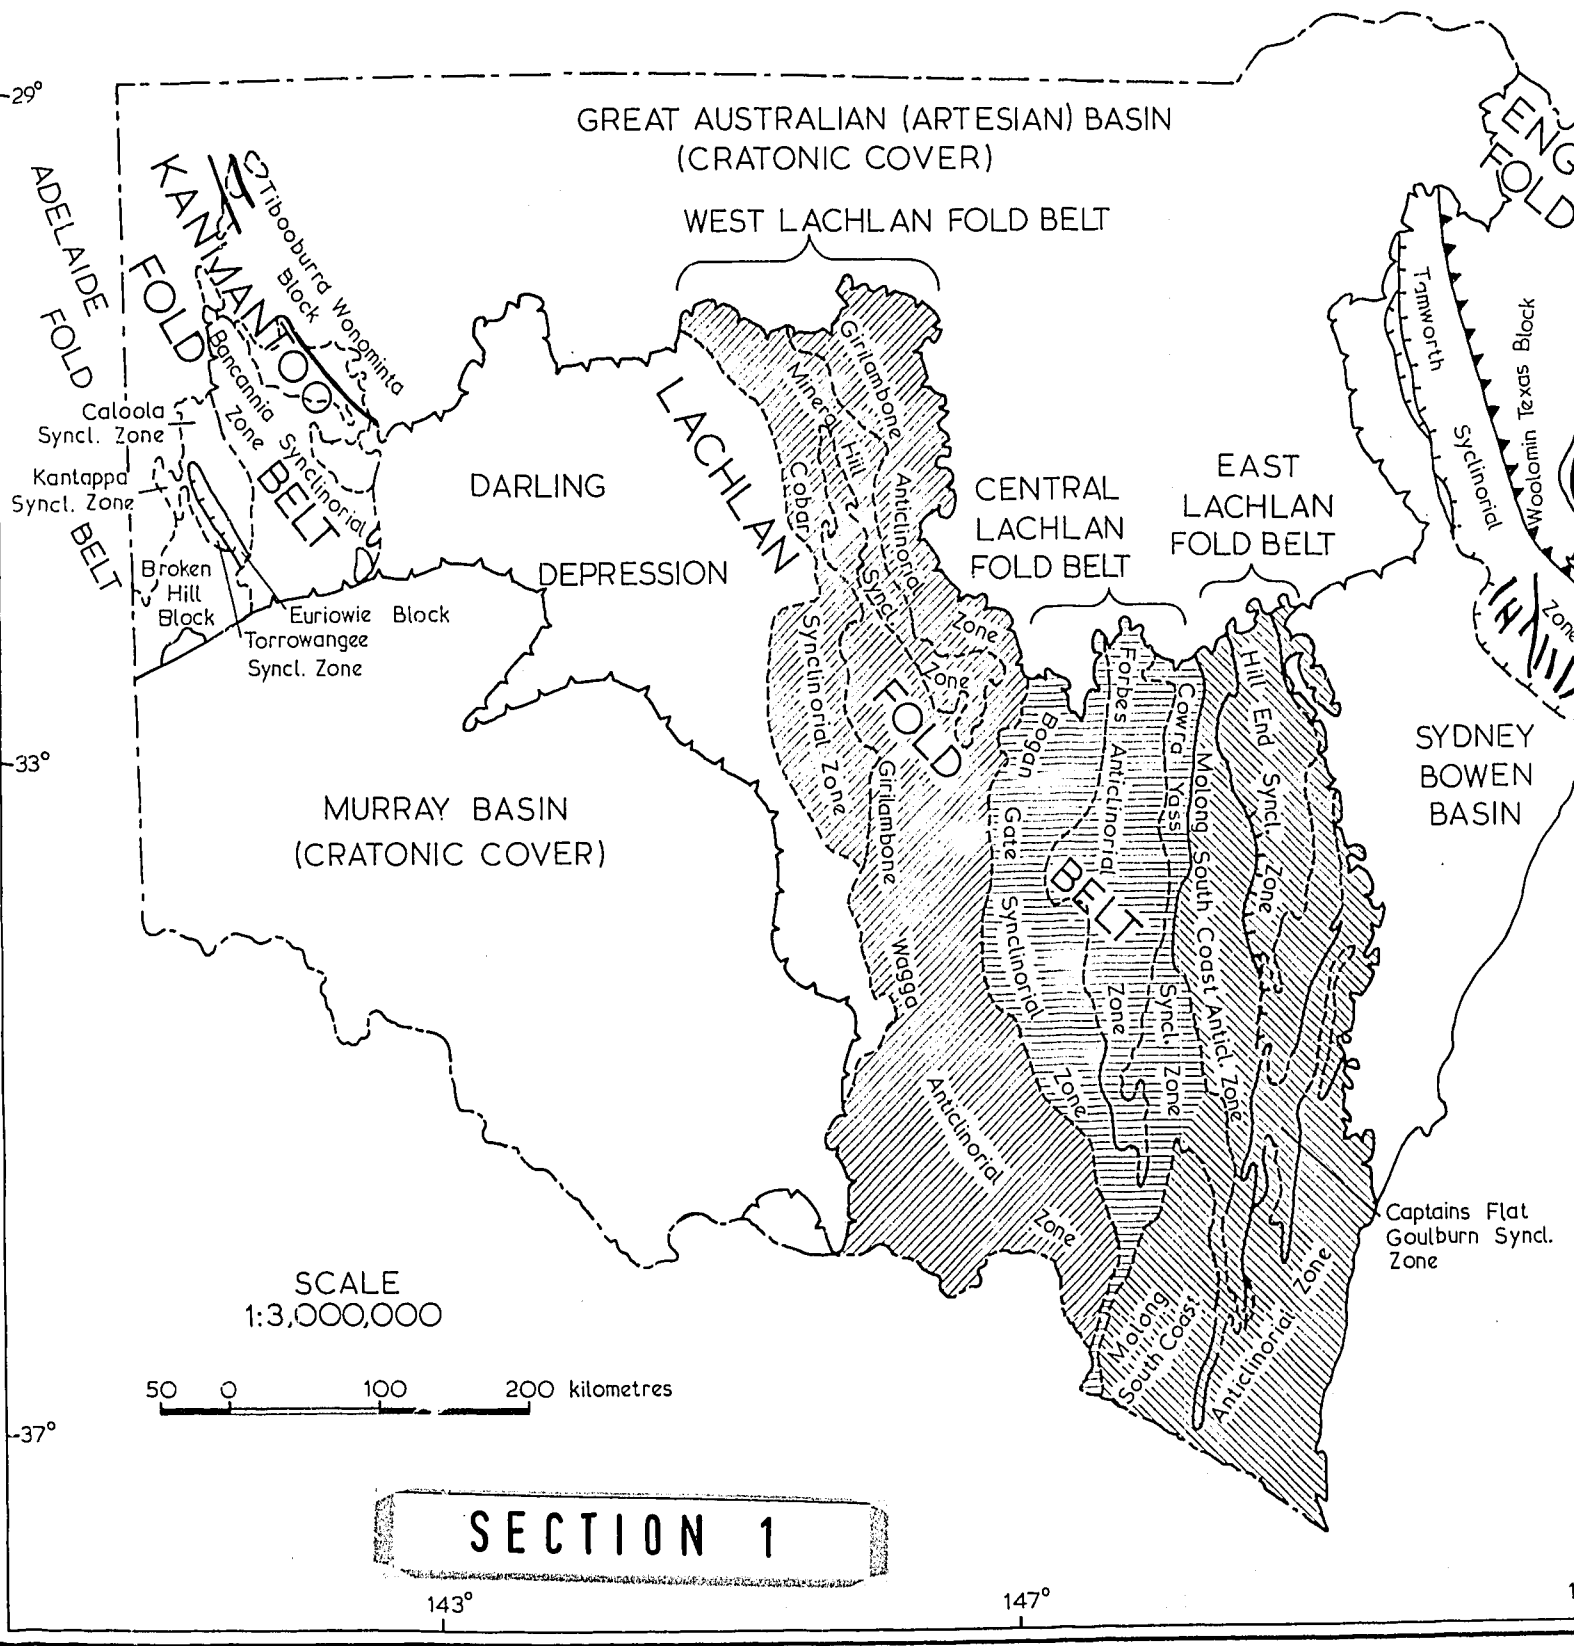 29°
GREAT AUSTRALIAN (ARTESIAN) BASIN
(CRATONIC COVER)
WEST LACHLAN FOLD BELT
ENG
FOLD
ADELAIDE
FOLD
BELT
KANMANTOO
FOLD
BELT
Tibooburra Wonominta
Block
Bancannia Synclinorial
Zone
Caloola
Syncl. Zone
Kantappa
Syncl. Zone
Broken
Hill
Block
Euriowie Block
Torrowangee
Syncl. Zone
DARLING
DEPRESSION
LACHLAN
FOLD
BELT
Girilambone
Anticlinorial
Zone
Mineral Hill
Syncl.
Zone
Cobar
Synclinorial Zone
CENTRAL
LACHLAN
FOLD BELT
EAST
LACHLAN
FOLD BELT
Tamworth
Syclinorial
Zone
Woolomin Texas Block
33°
MURRAY BASIN
(CRATONIC COVER)
Girilambone
Wagga
Anticlinorial
Zone
Bogan
Gate
Synclinorial
Zone
Forbes
Anticlinorial
Zone
Cowra
Yass
Syncl.
Zone
Molong South Coast Anticl. Zone
Hill End Syncl. Zone
SYDNEY
BOWEN
BASIN
Captains Flat
Goulburn Syncl.
Zone
Molong
South Coast
Anticlinorial Zone
SCALE
1:3,000,000
50 0 100 200 kilometres
37°
SECTION 1
143°
147°
1